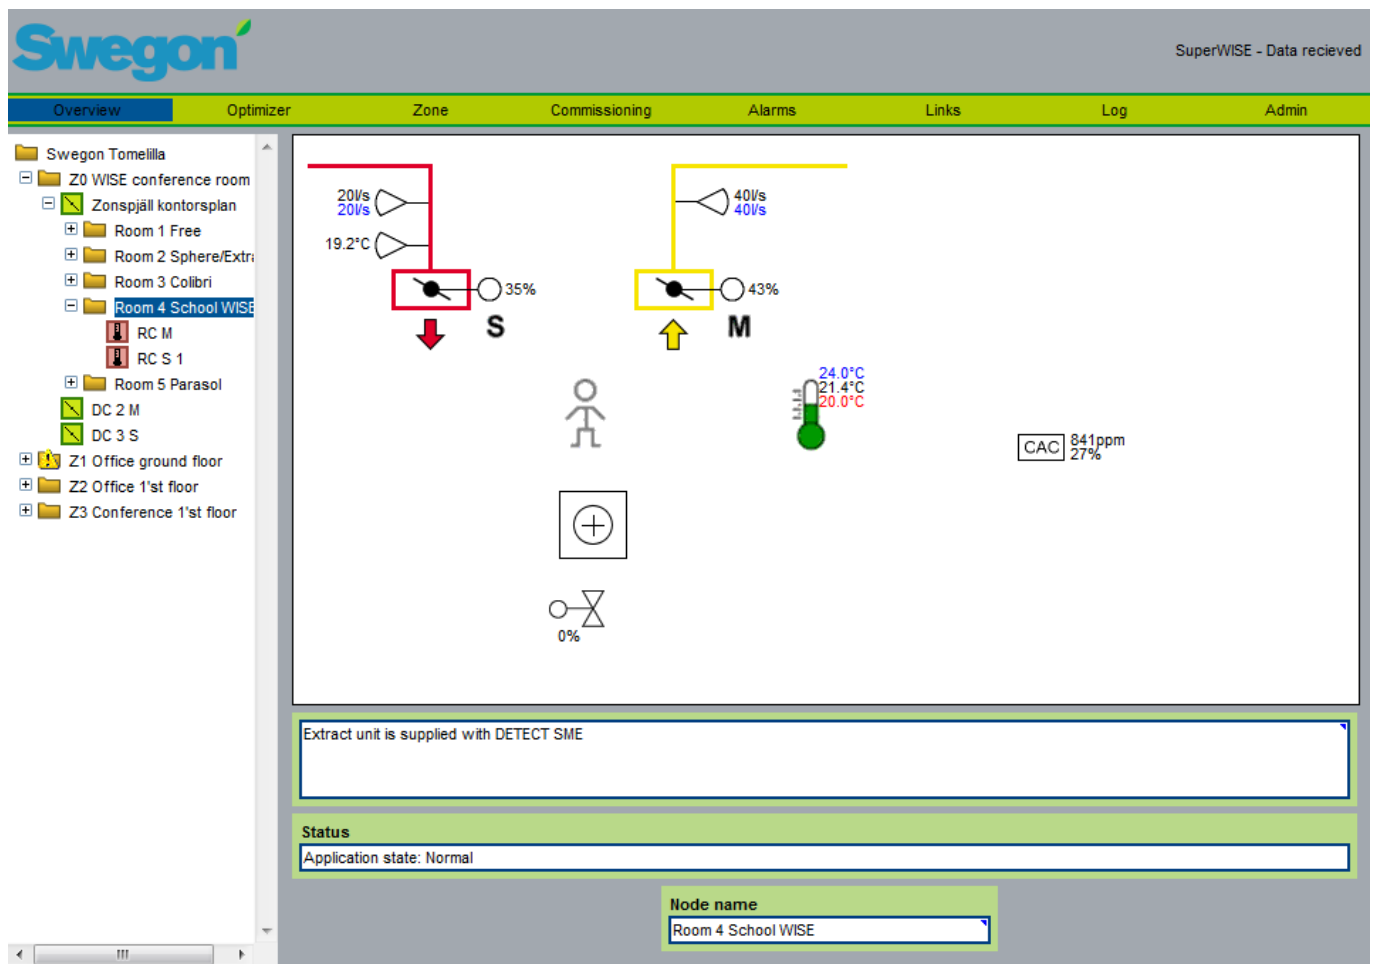 Swegon
SuperWISE - Data recieved
Overview Optimizer Zone Commissioning Alarms Links Log Admin
Swegon Tomelilla
Z0 WISE conference room
Zonspjäll kontorsplan
Room 1 Free
Room 2 Sphere/Extr
Room 3 Colibri
Room 4 School WISE
RC M
RC S 1
Room 5 Parasol
DC 2 M
DC 3 S
Z1 Office ground floor
Z2 Office 1'st floor
Z3 Conference 1'st floor
20l/s
20l/s
19.2°C
35%
S
40l/s
40l/s
43%
M
24.0°C
21.4°C
20.0°C
CAC
841ppm
27%
0%
Extract unit is supplied with DETECT SME
Status
Application state: Normal
Node name
Room 4 School WISE